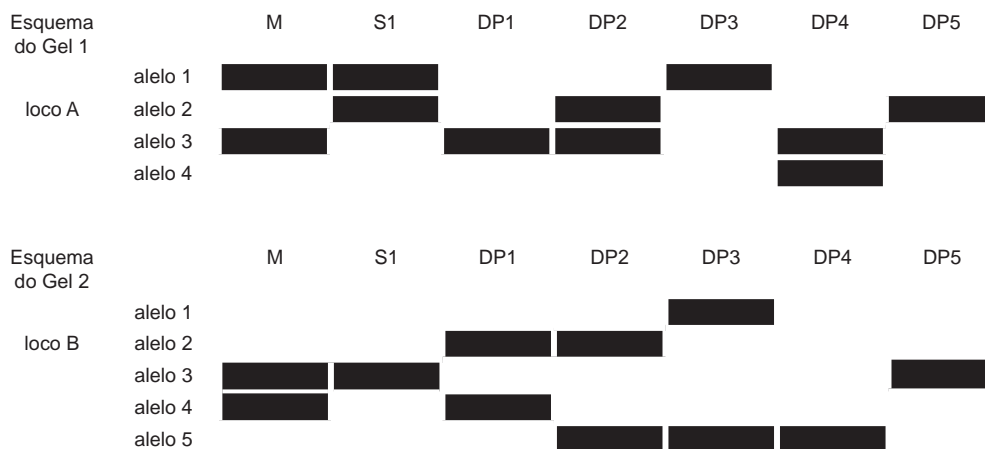 Esquema do Gel 1 M S1 DP1 DP2 DP3 DP4 DP5
alelo 1
loco A alelo 2
alelo 3
alelo 4
Esquema do Gel 2 M S1 DP1 DP2 DP3 DP4 DP5
alelo 1
loco B alelo 2
alelo 3
alelo 4
alelo 5